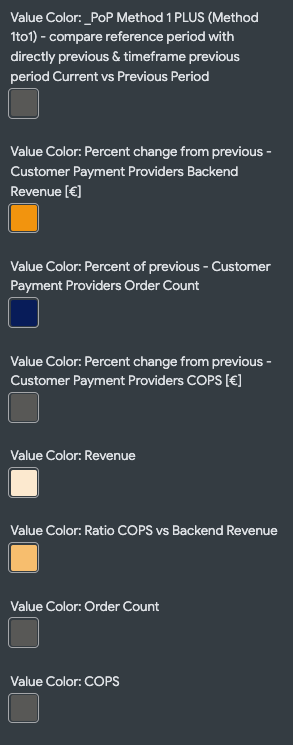 Value Color: _PoP Method 1 PLUS (Method
1to1) - compare reference period with
directly previous & timeframe previous
period Current vs Previous Period
Value Color: Percent change from previous -
Customer Payment Providers Backend
Revenue [€]
Value Color: Percent of previous - Customer
Payment Providers Order Count
Value Color: Percent change from previous -
Customer Payment Providers COPS [€]
Value Color: Revenue
Value Color: Ratio COPS vs Backend Revenue
Value Color: Order Count
Value Color: COPS